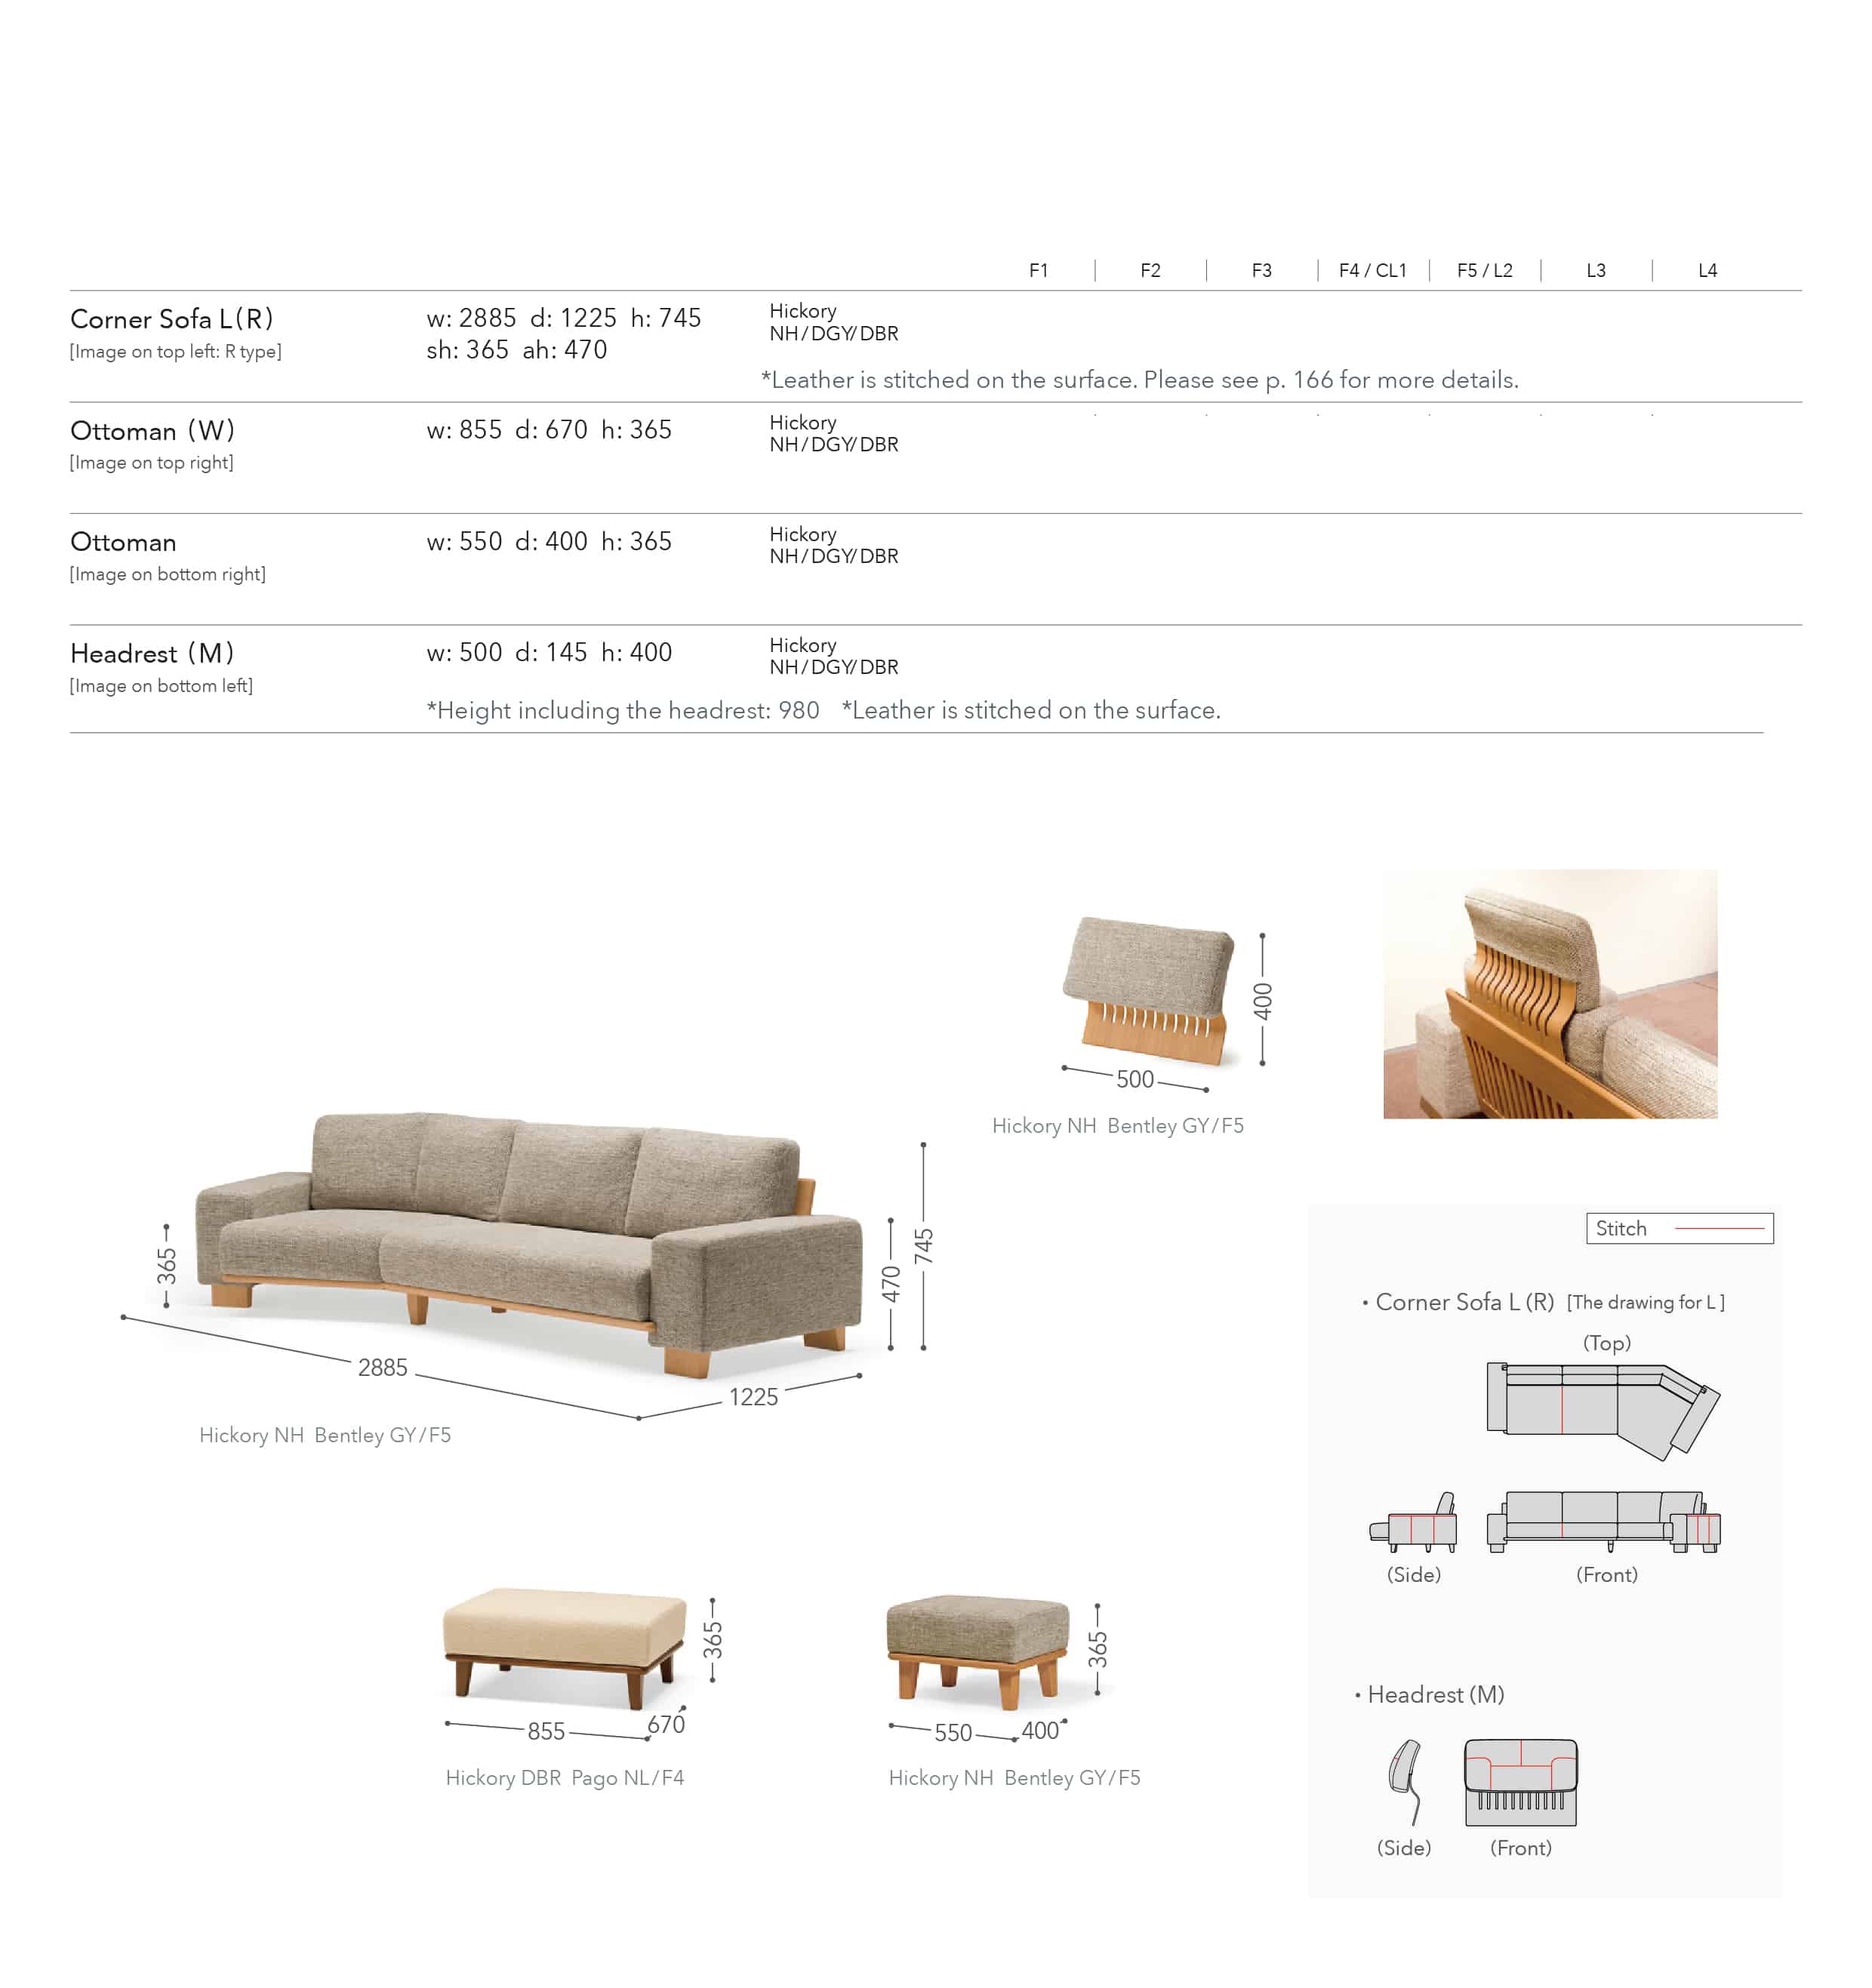 F1 | F2 | F3 | F4 / CL1 | F5 / L2 | L3 | L4
Corner Sofa L(R)
[Image on top left: R type]
w: 2885 d: 1225 h: 745
sh: 365 ah: 470
Hickory
NH/DGY/DBR
*Leather is stitched on the surface. Please see p. 166 for more details.
Ottoman (W)
[Image on top right]
w: 855 d: 670 h: 365
Hickory
NH/DGY/DBR
Ottoman
[Image on bottom right]
w: 550 d: 400 h: 365
Hickory
NH/DGY/DBR
Headrest (M)
[Image on bottom left]
w: 500 d: 145 h: 400
Hickory
NH/DGY/DBR
*Height including the headrest: 980 *Leather is stitched on the surface.
400
500
Hickory NH Bentley GY/F5
365
470
745
2885
1225
Hickory NH Bentley GY/F5
Stitch
・Corner Sofa L (R) [The drawing for L ]
(Top)
(Side)
(Front)
365
855
670
Hickory DBR Pago NL/F4
365
550
400
Hickory NH Bentley GY/F5
・Headrest (M)
(Side)
(Front)